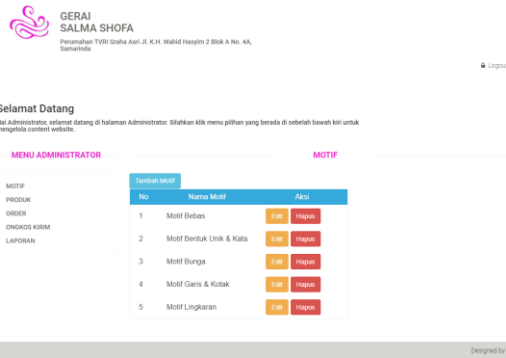 GERAI
SALMA SHOFA
Perumahan TVRI Graha Asri Jl. K.H. Wahid Hasyim 2 Blok A No. 4A,
Samarinda
Logou
Selamat Datang
Hai Administrator, selamat datang di halaman Administrator. Silahkan klik menu pilihan yang berada di sebelah bawah kiri untuk
mengelola content website.
MENU ADMINISTRATOR
MOTIF
PRODUK
ORDER
ONGKOS KIRIM
LAPORAN
MOTIF
Tambah Motif
No Nama Motif Aksi
1 Motif Bebas Edit Hapus
2 Motif Bentuk Unik & Kata Edit Hapus
3 Motif Bunga Edit Hapus
4 Motif Garis & Kotak Edit Hapus
5 Motif Lingkaran Edit Hapus
Designed by